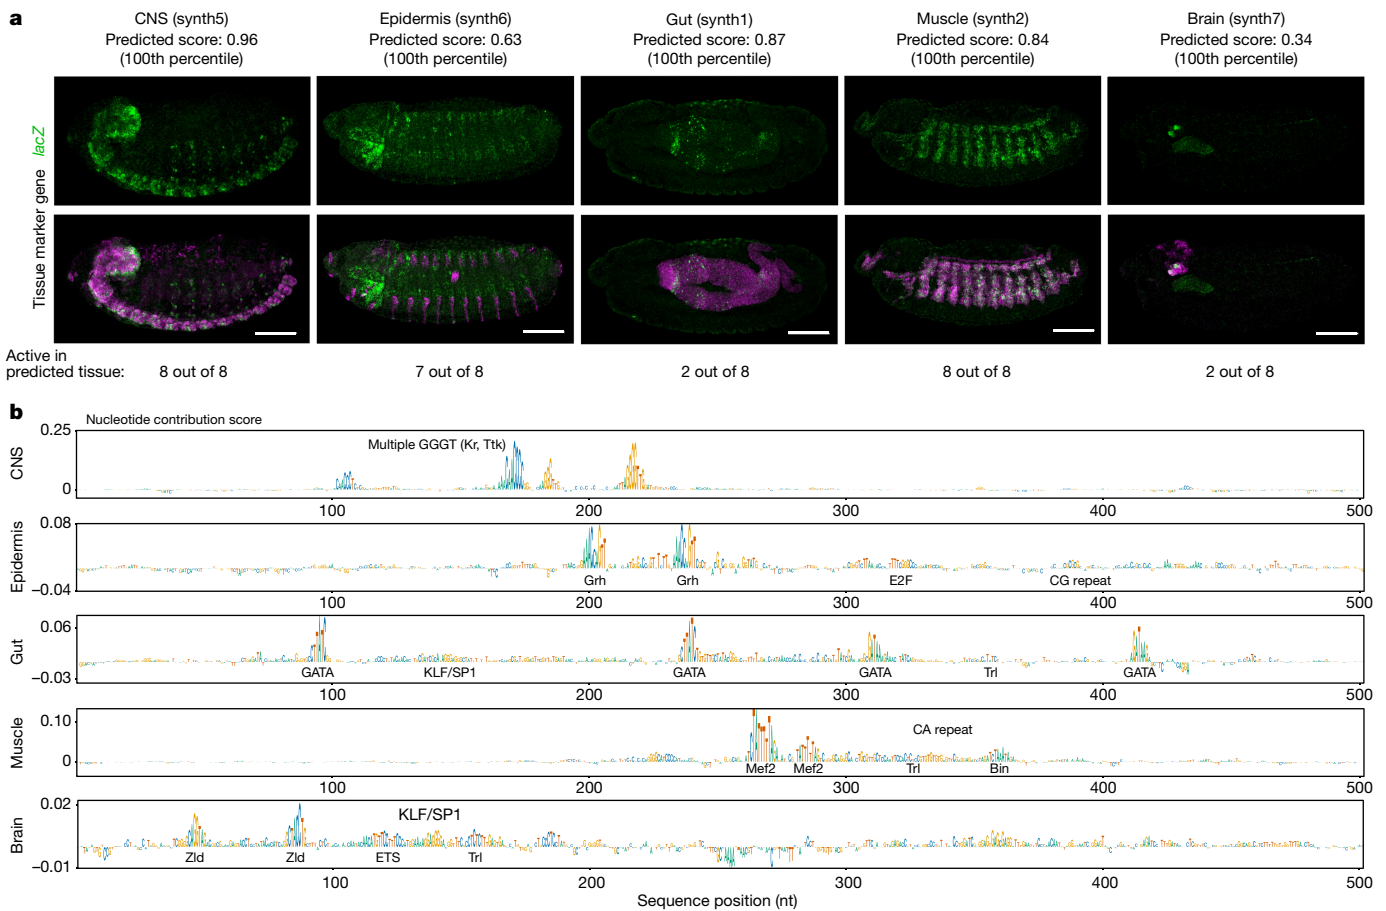 a
CNS (synth5)
Predicted score: 0.96
(100th percentile)
Epidermis (synth6)
Predicted score: 0.63
(100th percentile)
Gut (synth1)
Predicted score: 0.87
(100th percentile)
Muscle (synth2)
Predicted score: 0.84
(100th percentile)
Brain (synth7)
Predicted score: 0.34
(100th percentile)
Tissue marker gene lacZ
Active in
predicted tissue:
8 out of 8
7 out of 8
2 out of 8
8 out of 8
2 out of 8
b
Nucleotide contribution score
CNS
0.25
0
Multiple GGGT (Kr, Ttk)
100 200 300 400 500
Epidermis
0.08
−0.04
Grh Grh E2F CG repeat
100 200 300 400 500
Gut
0.06
−0.03
GATA KLF/SP1 GATA GATA Trl GATA
100 200 300 400 500
Muscle
0.10
0
CA repeat
Mef2 Mef2 Trl Bin
100 200 300 400 500
Brain
0.02
−0.01
KLF/SP1
Zld Zld ETS Trl
100 200 300 400 500
Sequence position (nt)